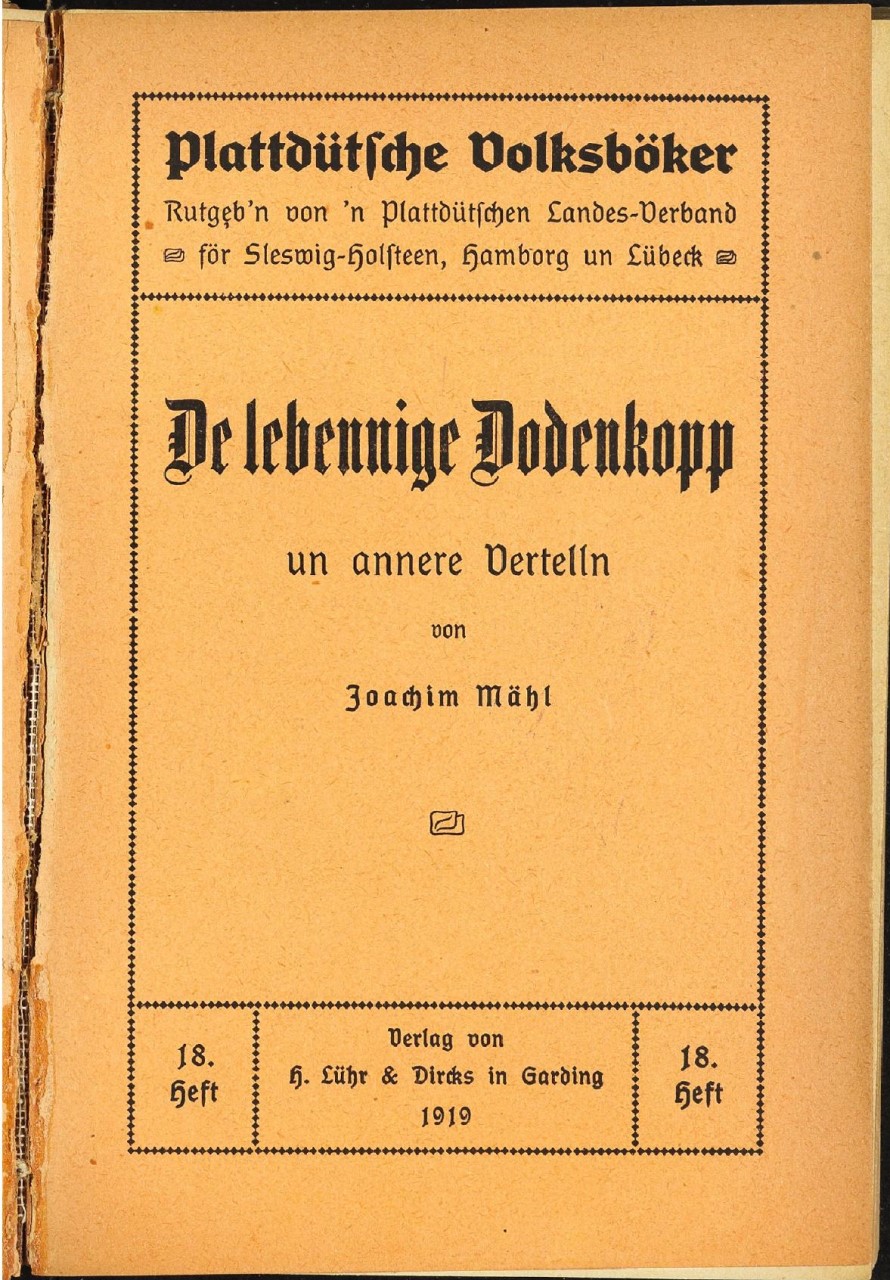 Plattdütsche Volksböker
Rutgęb'n von 'n Plattdütschen Landes-Verband
för Sleswig-Holsteen, Hamborg un Lübeck
De lebennige Dodenkopp
un annere Vertelln
von
Joachim Mähl
18.
Heft
Verlag von
H. Lühr & Dircks in Garding
1919
18.
Heft